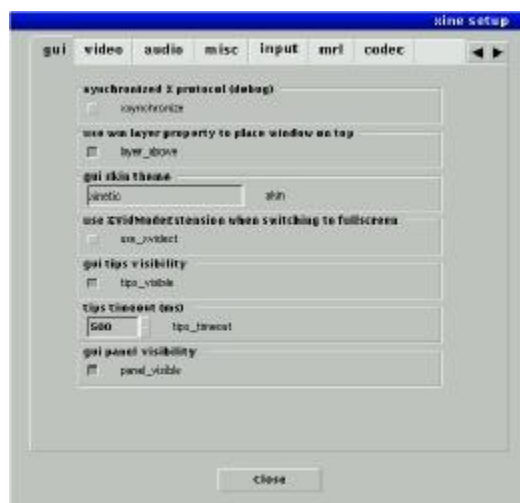 xine setup
gui video audio misc input mrl codec
synchronized X protocol (debug)
xsynchronize
use wm layer property to place window on top
layer_above
gui skin theme
xinetic skin
use XVidModeExtension when switching to fullscreen
use_xvidext
gui tips visibility
tips_visible
tips timeout (ms)
500 tips_timeout
gui panel visibility
panel_visible
Close